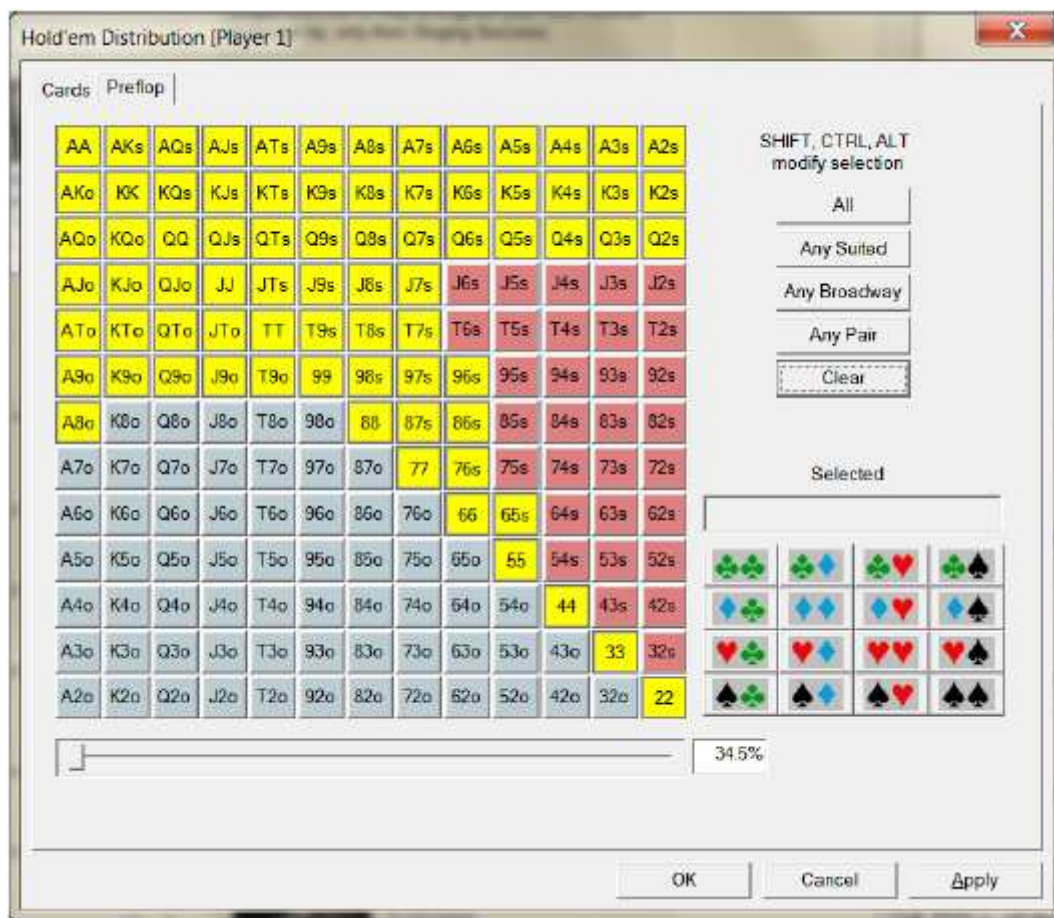 Hold'em Distribution [Player 1]
X
Cards Preflop
AA AKs AQs AJs ATs A9s A8s A7s A6s A5s A4s A3s A2s
AKo KK KQs KJs KTs K9s K8s K7s K6s K5s K4s K3s K2s
AQo KQo QQ QJs QTs Q9s Q8s Q7s Q6s Q5s Q4s Q3s Q2s
AJo KJo QJo JJ JTs J9s J8s J7s J6s J5s J4s J3s J2s
ATo KTo QTo JTo TT T9s T8s T7s T6s T5s T4s T3s T2s
A9o K9o Q9o J9o T9o 99 98s 97s 96s 95s 94s 93s 92s
A8o K8o Q8o J8o T8o 98o 88 87s 86s 85s 84s 83s 82s
A7o K7o Q7o J7o T7o 97o 87o 77 76s 75s 74s 73s 72s
A6o K6o Q6o J6o T6o 96o 86o 76o 66 65s 64s 63s 62s
A5o K5o Q5o J5o T5o 95o 85o 75o 65o 55 54s 53s 52s
A4o K4o Q4o J4o T4o 94o 84o 74o 64o 54o 44 43s 42s
A3o K3o Q3o J3o T3o 93o 83o 73o 63o 53o 43o 33 32s
A2o K2o Q2o J2o T2o 92o 82o 72o 62o 52o 42o 32o 22
SHIFT, CTRL, ALT
modify selection
All
Any Suited
Any Broadway
Any Pair
Clear
Selected
34.5%
OK Cancel Apply